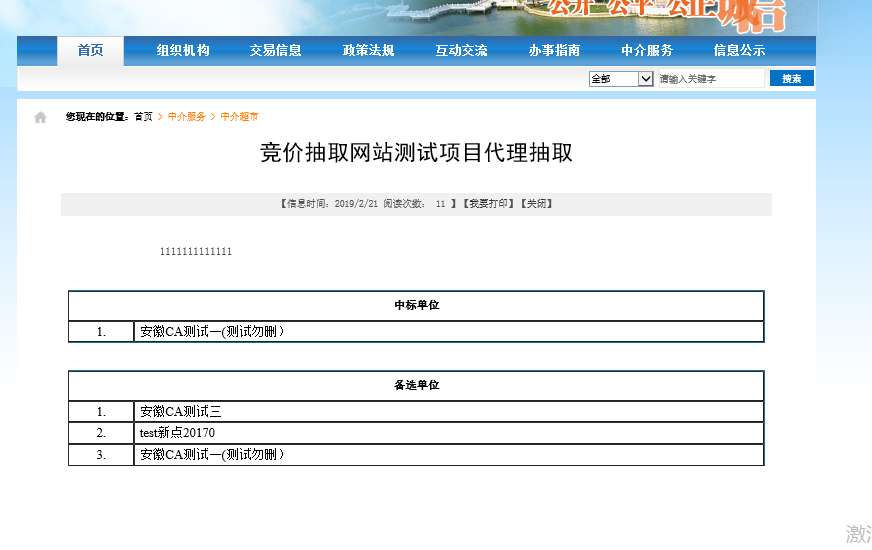 公开 公平 公正
首页 组织机构 交易信息 政策法规 互动交流 办事指南 中介服务 信息公示
全部 请输入关键字 搜索
您现在的位置：首页 > 中介服务 > 中介超市
竞价抽取网站测试项目代理抽取
【信息时间：2019/2/21 阅读次数： 11 】【我要打印】【关闭】
1111111111111
中标单位
1. 安徽CA测试一(测试勿删）
备选单位
1. 安徽CA测试三
2. test新点20170
3. 安徽CA测试一(测试勿删）